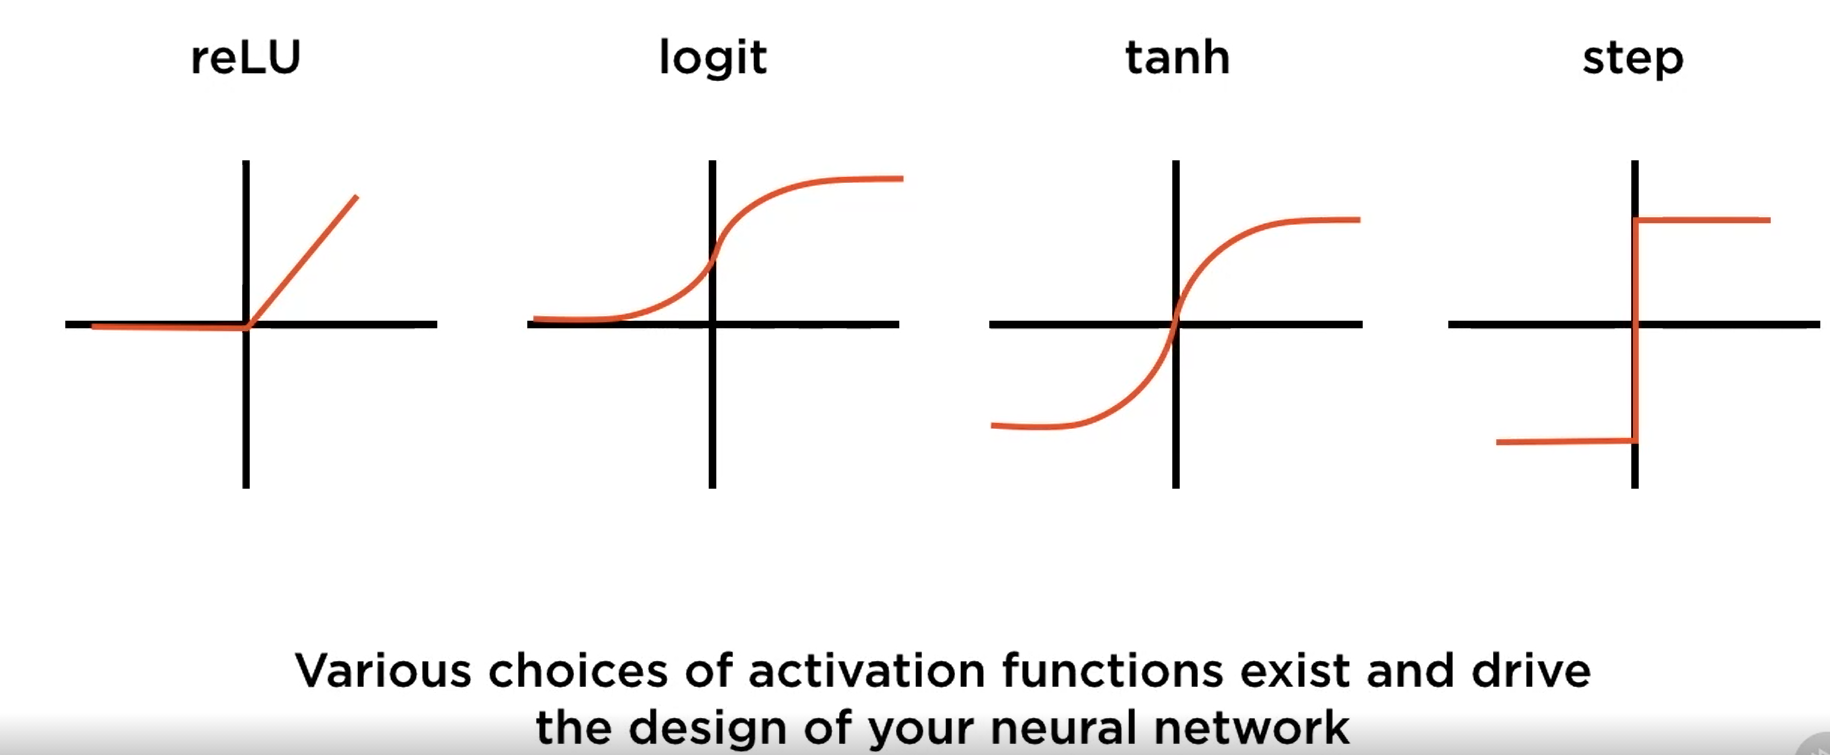 reLU
logit
tanh
step
Various choices of activation functions exist and drive
the design of your neural network